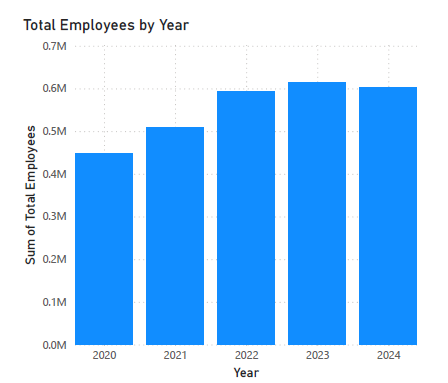 Total Employees by Year
0.7M
0.6M
0.5M
0.4M
0.3M
0.2M
0.1M
0.0M
Sum of Total Employees
2020 2021 2022 2023 2024
Year